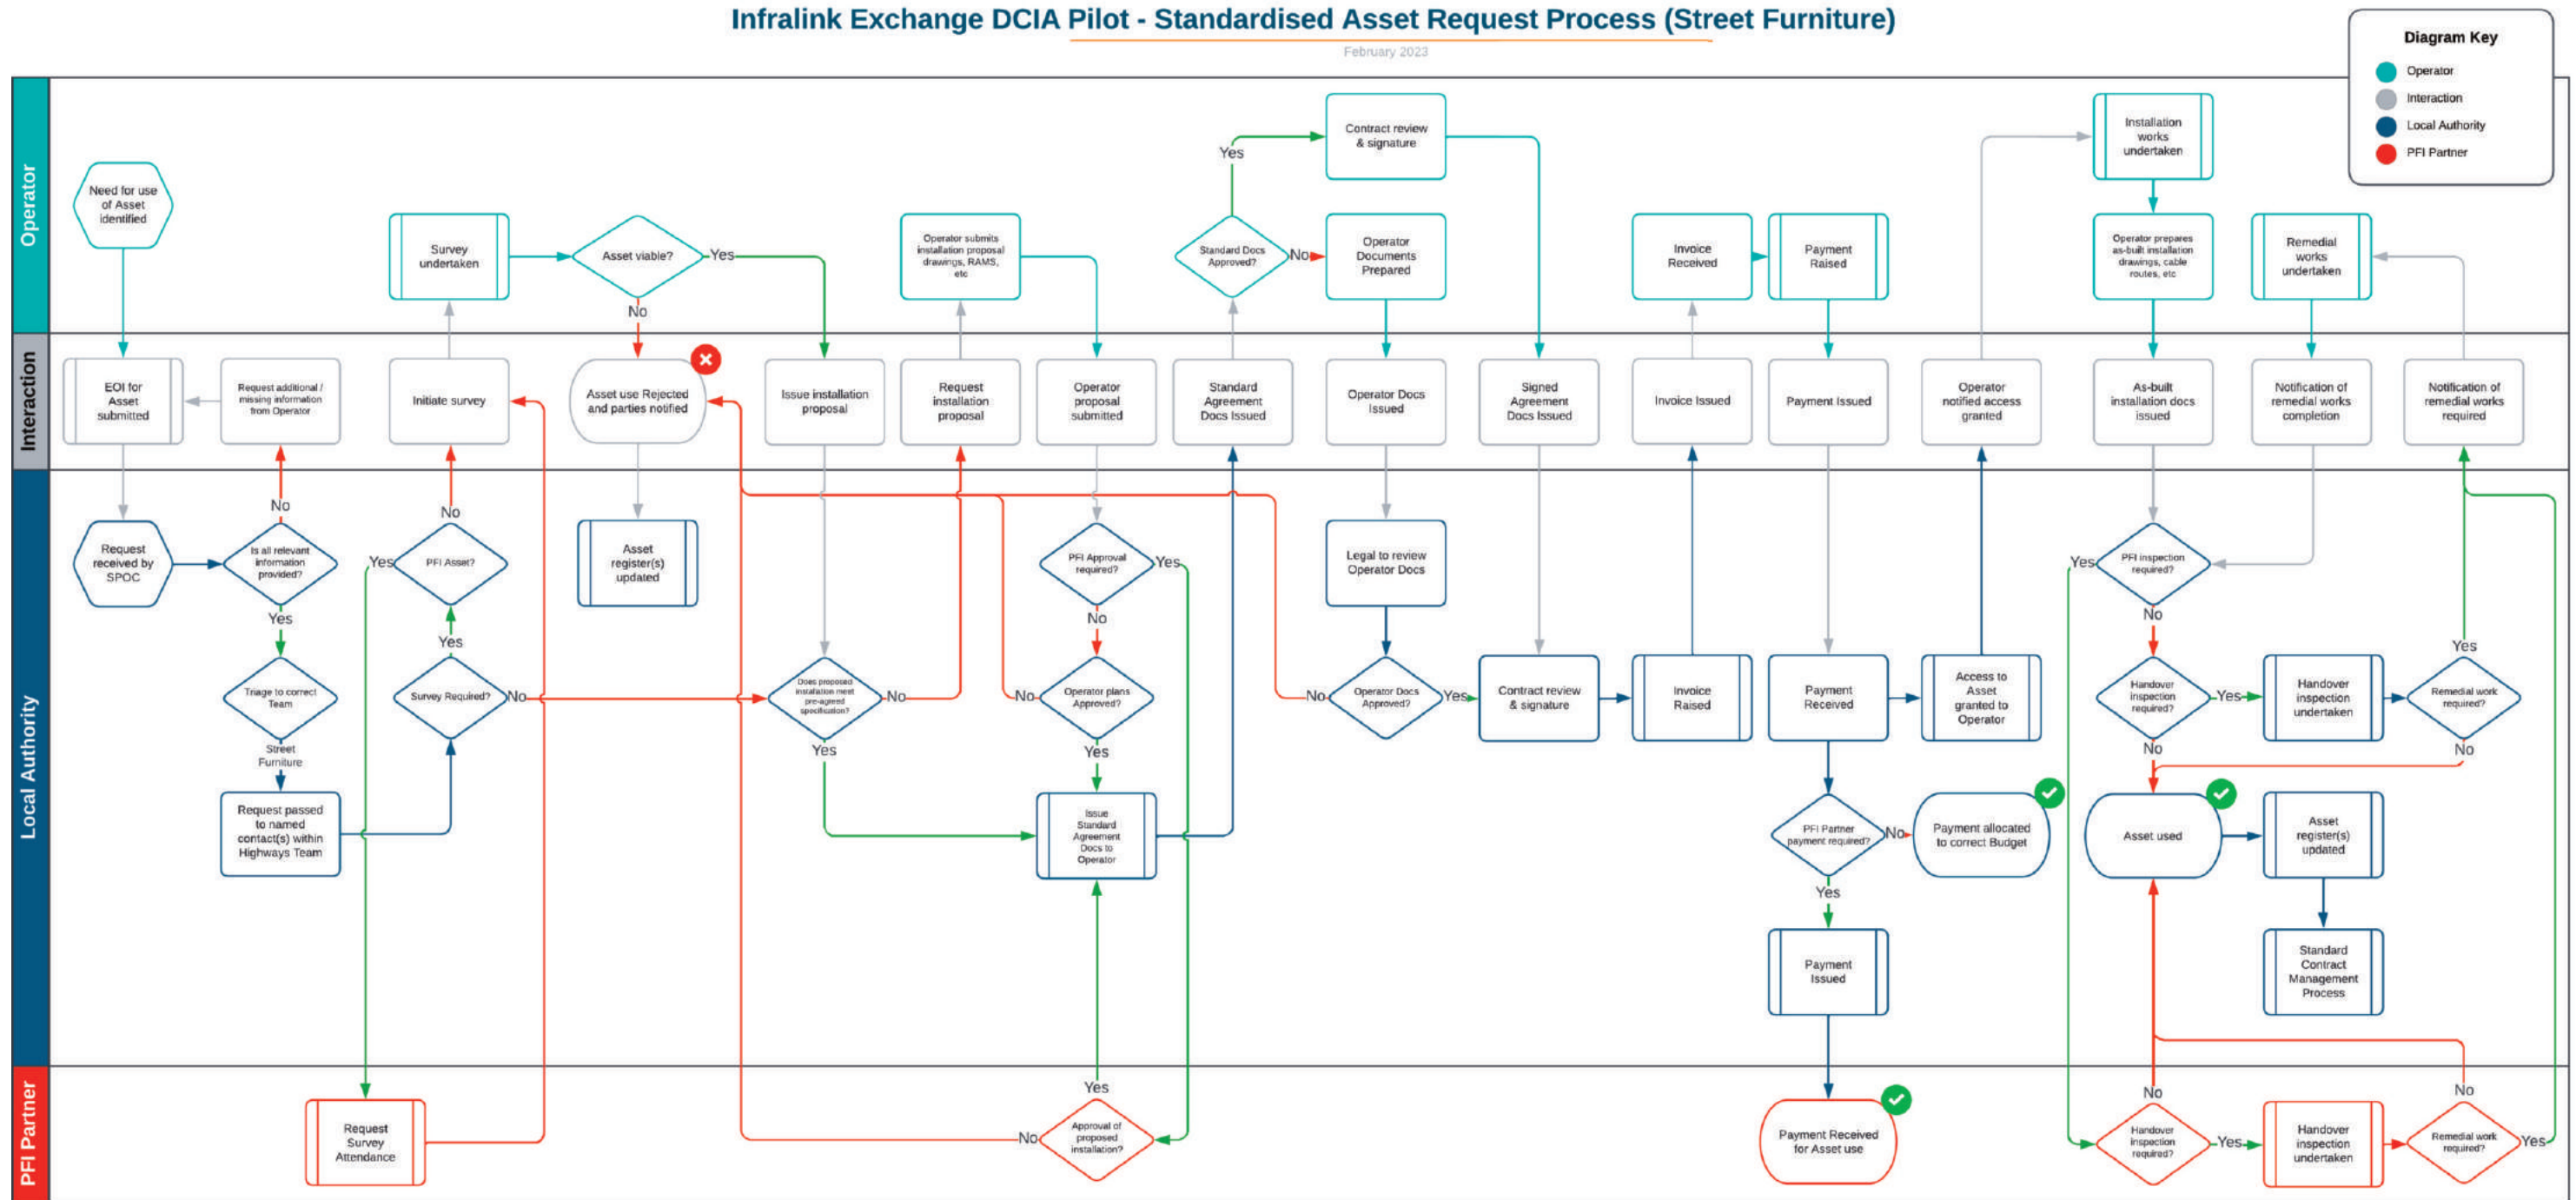 Infralink Exchange DCIA Pilot - Standardised Asset Request Process (Street Furniture)
February 2023
Diagram Key
Operator
Interaction
Local Authority
PFI Partner
Operator
Need for use
of Asset
identified
Survey
undertaken
Asset viable?
Yes
No
Operator submits
installation proposal
drawings, RAMS,
etc
Standard Docs
Approved?
Yes
No
Contract review
& signature
Operator
Documents
Prepared
Invoice
Received
Payment
Raised
Installation
works
undertaken
Operator prepares
as-built installation
drawings, cable
routes, etc
Remedial
works
undertaken
Interaction
EOI for
Asset
submitted
Request additional /
missing information
from Operator
Initiate survey
Asset use Rejected
and parties notified
Issue installation
proposal
Request
installation
proposal
Operator
proposal
submitted
Standard
Agreement
Docs Issued
Operator Docs
Issued
Signed
Agreement
Docs Issued
Invoice Issued
Payment Issued
Operator
notified access
granted
As-built
installation docs
issued
Notification of
remedial works
completion
Notification of
remedial works
required
Local Authority
Request
received by
SPOC
No
Is all relevant
information
provided?
Yes
Triage to correct
Team
Street
Furniture
Request passed
to named
contact(s) within
Highways Team
No
Yes
PFI Asset?
Yes
Survey Required?
No
Asset
register(s)
updated
Does proposed
installation meet
pre-agreed
specification?
No
Yes
PFI Approval
required?
Yes
No
No
Operator plans
Approved?
Yes
Issue
Standard
Agreement
Docs to
Operator
Legal to review
Operator Docs
No
Operator Docs
Approved?
Yes
Contract review
& signature
Invoice
Raised
Payment
Received
Access to
Asset
granted to
Operator
PFI Partner
payment required?
No
Payment allocated
to correct Budget
Yes
Payment
Issued
Yes
PFI inspection
required?
No
Handover
inspection
required?
Yes
No
Handover
inspection
undertaken
Yes
Remedial work
required?
No
Asset used
Asset
register(s)
updated
Standard
Contract
Management
Process
PFI Partner
Request
Survey
Attendance
Yes
No
Approval of
proposed
installation?
Payment Received
for Asset use
No
Handover
inspection
required?
Yes
Handover
inspection
undertaken
No
Remedial work
required?
Yes